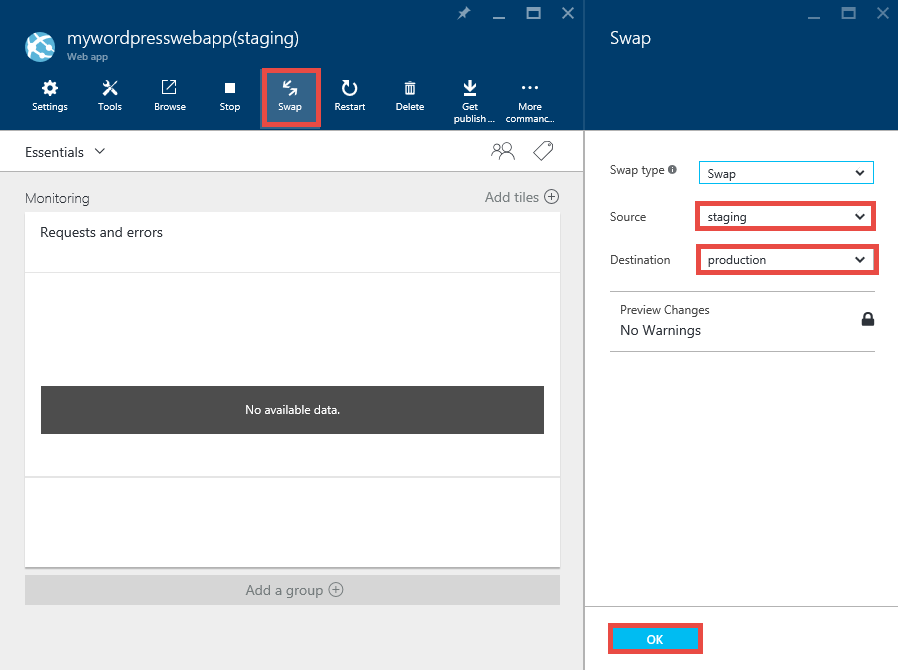 mywordpresswebapp(staging)
Web app
Settings
Tools
Browse
Stop
Swap
Restart
Delete
Get
publish ...
More
commanc...
Essentials
Monitoring
Add tiles
Requests and errors
No available data.
Add a group
Swap
Swap type
Swap
Source
staging
Destination
production
Preview Changes
No Warnings
OK